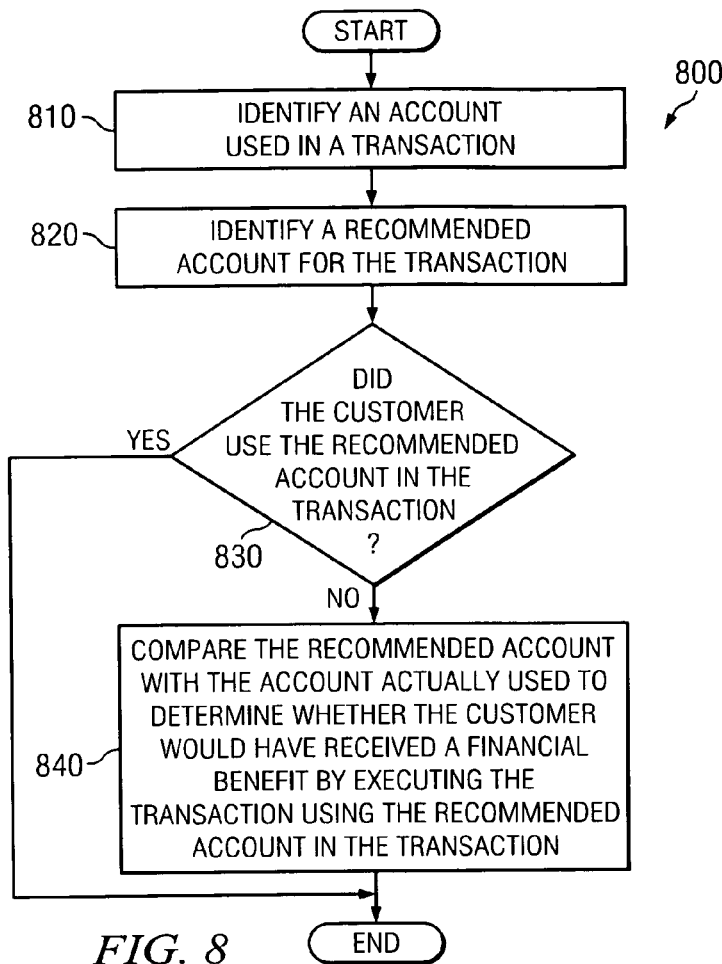 START
800
810
IDENTIFY AN ACCOUNT
USED IN A TRANSACTION
820
IDENTIFY A RECOMMENDED
ACCOUNT FOR THE TRANSACTION
DID
THE CUSTOMER
YES
USE THE RECOMMENDED
ACCOUNT IN THE
TRANSACTION
?
830
NO
COMPARE THE RECOMMENDED ACCOUNT
WITH THE ACCOUNT ACTUALLY USED TO
DETERMINE WHETHER THE CUSTOMER
WOULD HAVE RECEIVED A FINANCIAL
840
BENEFIT BY EXECUTING THE
TRANSACTION USING THE RECOMMENDED
ACCOUNT IN THE TRANSACTION
FIG. 8
END